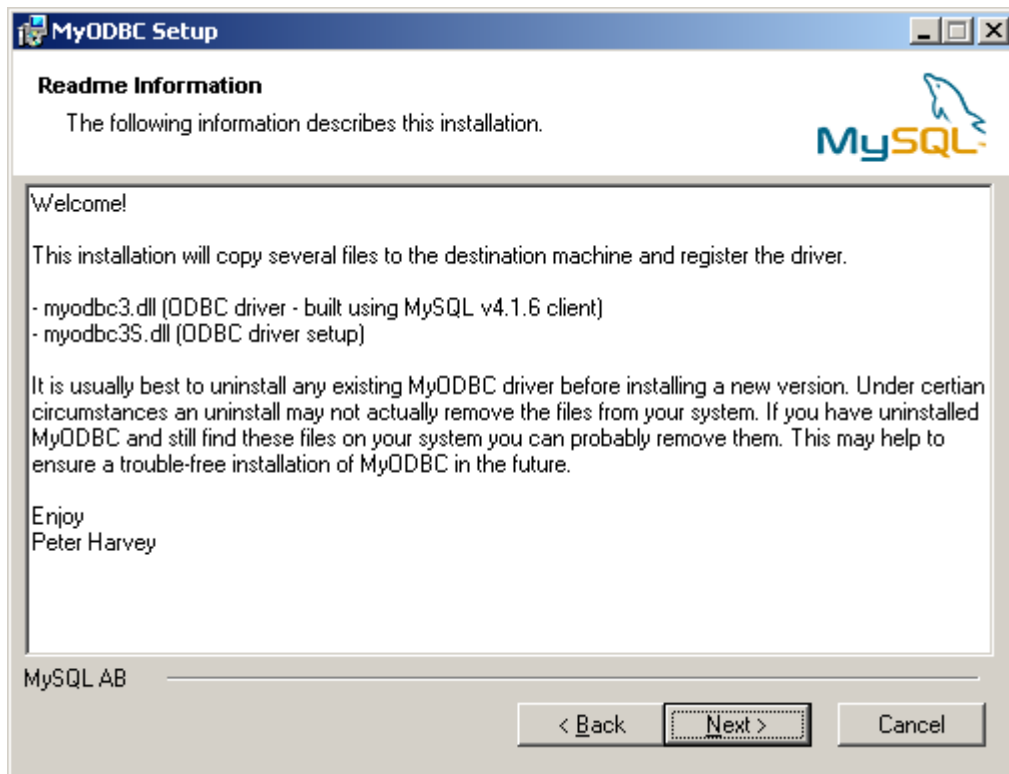 MyODBC Setup
Readme Information
The following information describes this installation.
MySQL
Welcome!
This installation will copy several files to the destination machine and register the driver.
- myodbc3.dll (ODBC driver - built using MySQL v4.1.6 client)
- myodbc3S.dll (ODBC driver setup)
It is usually best to uninstall any existing MyODBC driver before installing a new version. Under certian
circumstances an uninstall may not actually remove the files from your system. If you have uninstalled
MyODBC and still find these files on your system you can probably remove them. This may help to
ensure a trouble-free installation of MyODBC in the future.
Enjoy
Peter Harvey
MySQL AB
< Back
Next >
Cancel